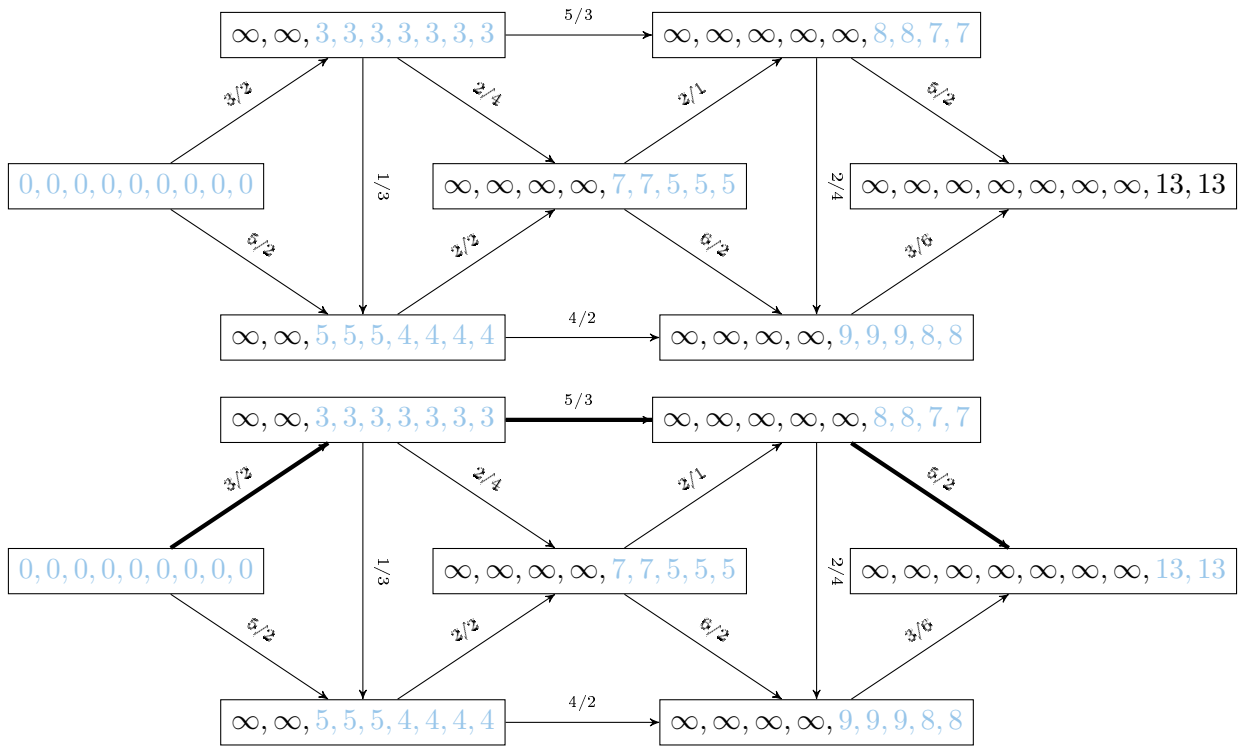 5/3
∞, ∞, 3, 3, 3, 3, 3, 3, 3
∞, ∞, ∞, ∞, ∞, 8, 8, 7, 7
3/2
2/4
2/1
5/2
0, 0, 0, 0, 0, 0, 0, 0, 0
1/3
∞, ∞, ∞, ∞, 7, 7, 5, 5, 5
2/4
∞, ∞, ∞, ∞, ∞, ∞, ∞, 13, 13
5/2
2/2
6/2
3/6
4/2
∞, ∞, 5, 5, 5, 4, 4, 4, 4
∞, ∞, ∞, ∞, 9, 9, 9, 8, 8
5/3
∞, ∞, 3, 3, 3, 3, 3, 3, 3
∞, ∞, ∞, ∞, ∞, 8, 8, 7, 7
3/2
2/4
2/1
5/2
0, 0, 0, 0, 0, 0, 0, 0, 0
1/3
∞, ∞, ∞, ∞, 7, 7, 5, 5, 5
2/4
∞, ∞, ∞, ∞, ∞, ∞, ∞, 13, 13
5/2
2/2
6/2
3/6
4/2
∞, ∞, 5, 5, 5, 4, 4, 4, 4
∞, ∞, ∞, ∞, 9, 9, 9, 8, 8